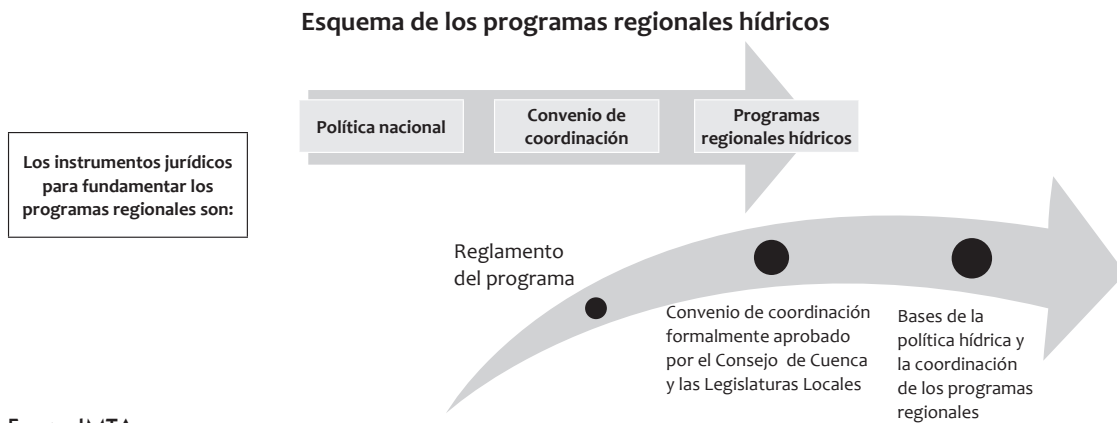 Esquema de los programas regionales hídricos
Política nacional
Convenio de
coordinación
Programas
regionales hídricos
Los instrumentos jurídicos
para fundamentar los
programas regionales son:
Reglamento
del programa
Convenio de coordinación
formalmente aprobado
por el Consejo de Cuenca
y las Legislaturas Locales
Bases de la
política hídrica y
la coordinación
de los programas
regionales